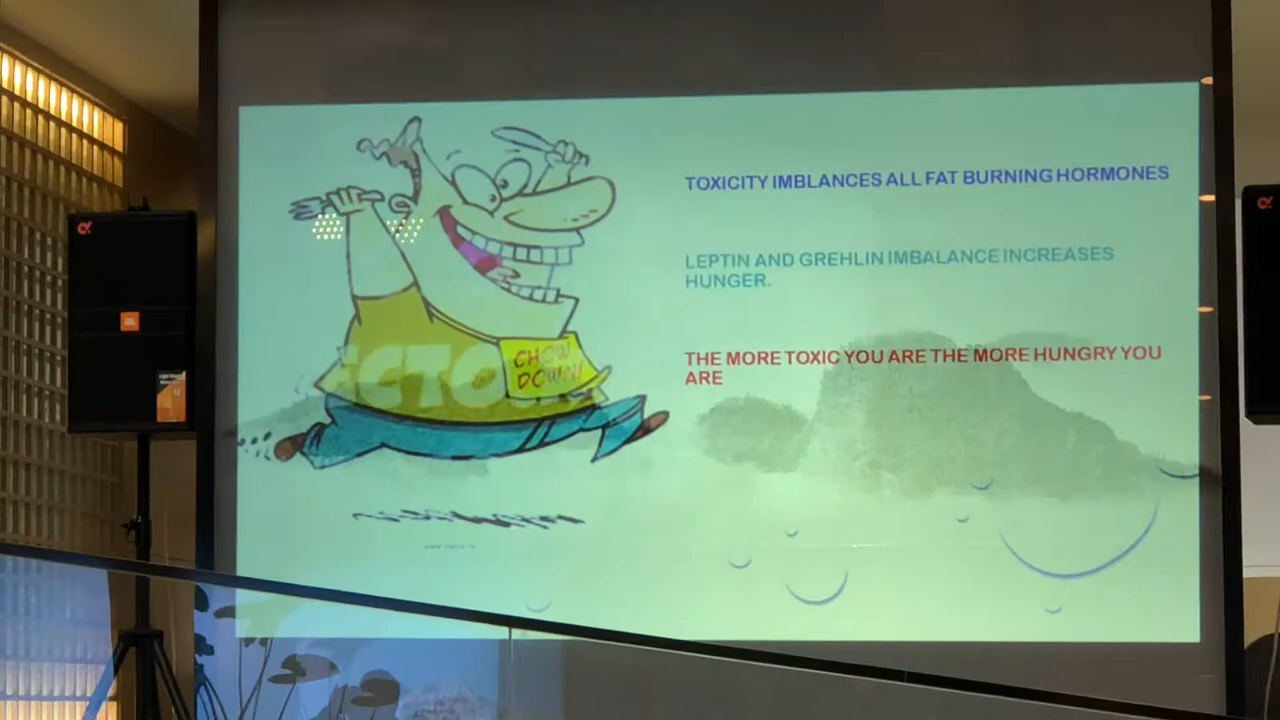 TOXICITY IMBLANCES ALL FAT BURNING HORMONES
LEPTIN AND GREHLIN IMBALANCE INCREASES
HUNGER.
THE MORE TOXIC YOU ARE THE MORE HUNGRY YOU
ARE
CHOW
DOWN!
JBL